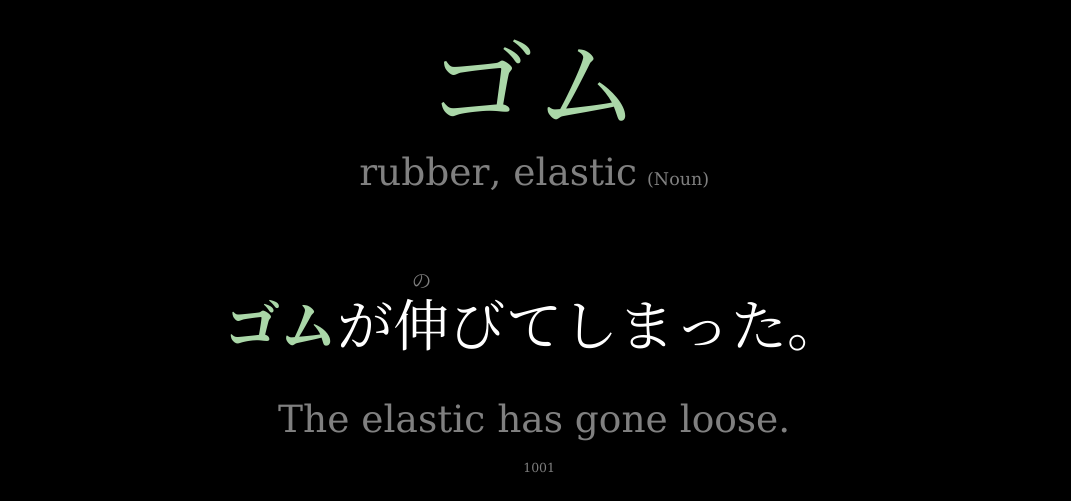 ゴム
rubber, elastic (Noun)
の
ゴムが伸びてしまった。
The elastic has gone loose.
1001